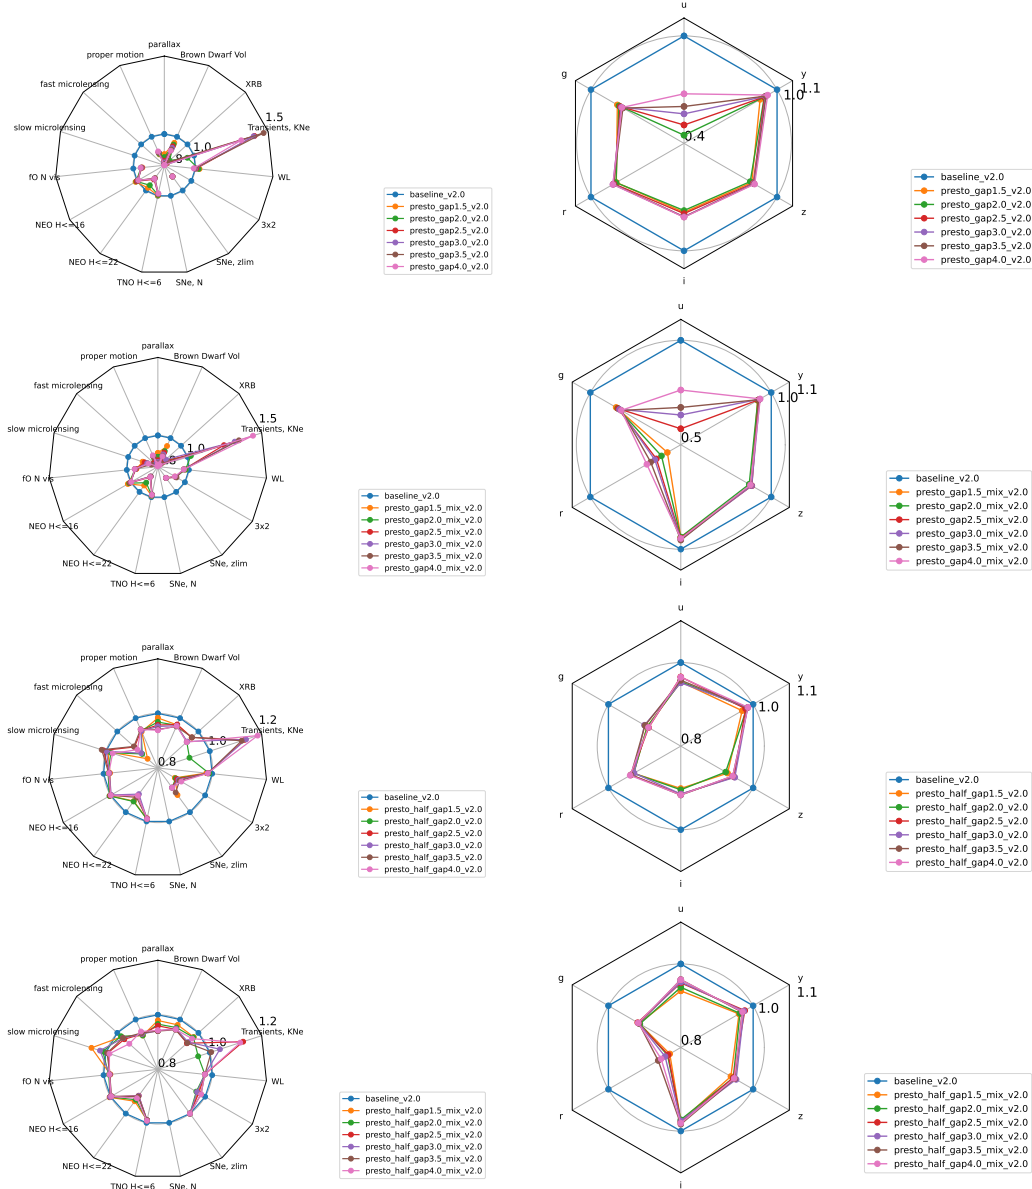 parallax
proper motion
Brown Dwarf Vol
fast microlensing
XRB
slow microlensing
1.5
Transients, KNe
1.0
fO N vis
WL
NEO H<=16
3x2
NEO H<=22
SNe, zlim
TNO H<=6
SNe, N
baseline_v2.0
presto_gap1.5_v2.0
presto_gap2.0_v2.0
presto_gap2.5_v2.0
presto_gap3.0_v2.0
presto_gap3.5_v2.0
presto_gap4.0_v2.0
u
g
y
1.1
1.0
0.4
r
z
i
baseline_v2.0
presto_gap1.5_v2.0
presto_gap2.0_v2.0
presto_gap2.5_v2.0
presto_gap3.0_v2.0
presto_gap3.5_v2.0
presto_gap4.0_v2.0
parallax
proper motion
Brown Dwarf Vol
fast microlensing
XRB
slow microlensing
1.5
Transients, KNe
1.0
fO N vis
WL
NEO H<=16
3x2
NEO H<=22
SNe, zlim
TNO H<=6
SNe, N
baseline_v2.0
presto_gap1.5_mix_v2.0
presto_gap2.0_mix_v2.0
presto_gap2.5_mix_v2.0
presto_gap3.0_mix_v2.0
presto_gap3.5_mix_v2.0
presto_gap4.0_mix_v2.0
u
g
y
1.1
1.0
0.5
r
z
i
baseline_v2.0
presto_gap1.5_mix_v2.0
presto_gap2.0_mix_v2.0
presto_gap2.5_mix_v2.0
presto_gap3.0_mix_v2.0
presto_gap3.5_mix_v2.0
presto_gap4.0_mix_v2.0
parallax
proper motion
Brown Dwarf Vol
fast microlensing
XRB
slow microlensing
1.2
Transients, KNe
1.0
0.8
fO N vis
WL
NEO H<=16
3x2
NEO H<=22
SNe, zlim
TNO H<=6
SNe, N
baseline_v2.0
presto_half_gap1.5_v2.0
presto_half_gap2.0_v2.0
presto_half_gap2.5_v2.0
presto_half_gap3.0_v2.0
presto_half_gap3.5_v2.0
presto_half_gap4.0_v2.0
u
g
y
1.1
1.0
0.8
r
z
i
baseline_v2.0
presto_half_gap1.5_v2.0
presto_half_gap2.0_v2.0
presto_half_gap2.5_v2.0
presto_half_gap3.0_v2.0
presto_half_gap3.5_v2.0
presto_half_gap4.0_v2.0
parallax
proper motion
Brown Dwarf Vol
fast microlensing
XRB
slow microlensing
1.2
Transients, KNe
1.0
0.8
fO N vis
WL
NEO H<=16
3x2
NEO H<=22
SNe, zlim
TNO H<=6
SNe, N
baseline_v2.0
presto_half_gap1.5_mix_v2.0
presto_half_gap2.0_mix_v2.0
presto_half_gap2.5_mix_v2.0
presto_half_gap3.0_mix_v2.0
presto_half_gap3.5_mix_v2.0
presto_half_gap4.0_mix_v2.0
u
g
y
1.1
1.0
0.8
r
z
i
baseline_v2.0
presto_half_gap1.5_mix_v2.0
presto_half_gap2.0_mix_v2.0
presto_half_gap2.5_mix_v2.0
presto_half_gap3.0_mix_v2.0
presto_half_gap3.5_mix_v2.0
presto_half_gap4.0_mix_v2.0